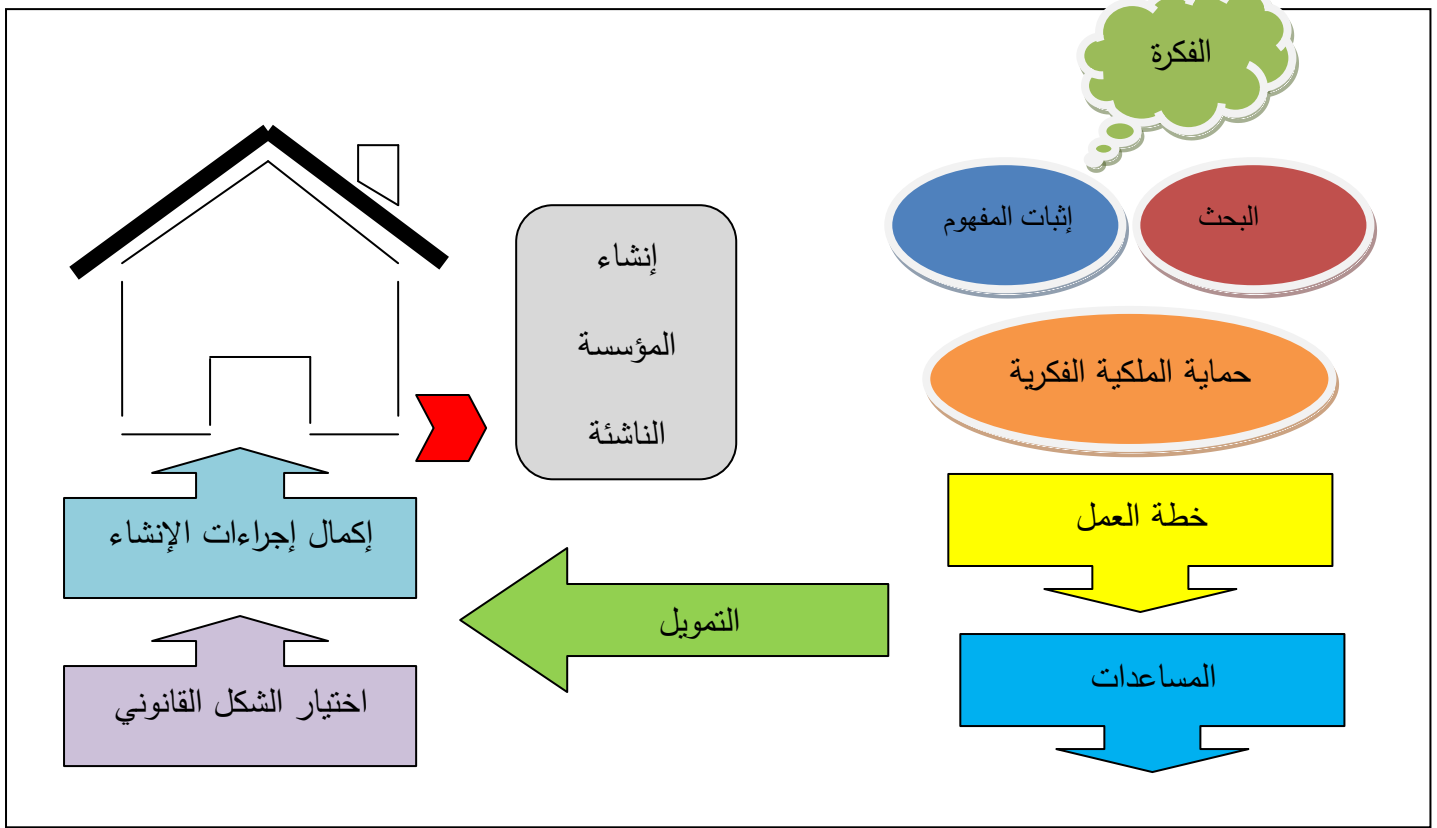 الفكرة
البحث
إثبات المفهوم
حماية الملكية الفكرية
خطة العمل
المساعدات
التمويل
اختيار الشكل القانوني
إكمال إجراءات الإنشاء
إنشاء
المؤسسة
الناشئة